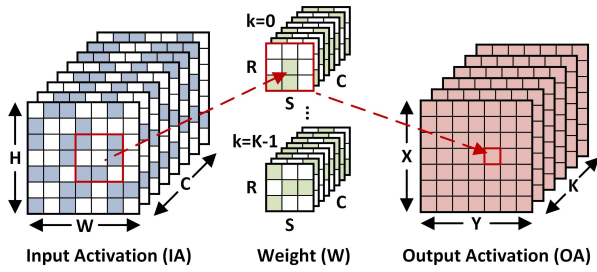 k=0
R
C
S
⋮
H
X
k=K-1
C
K
R
C
W
S
Y
Input Activation (IA)
Weight (W)
Output Activation (OA)